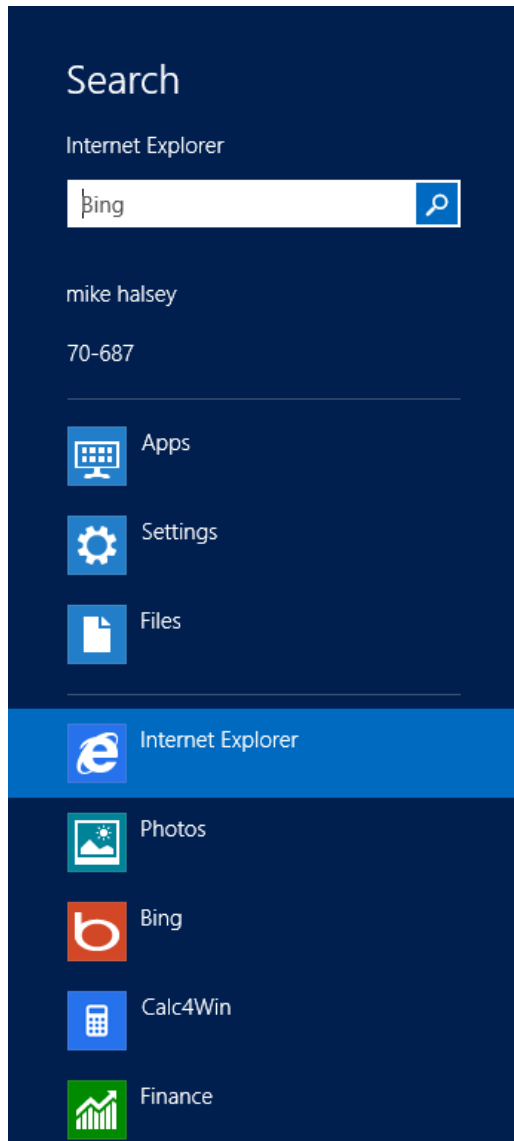 Search
Internet Explorer
Bing
mike halsey
70-687
Apps
Settings
Files
Internet Explorer
Photos
Bing
Calc4Win
Finance